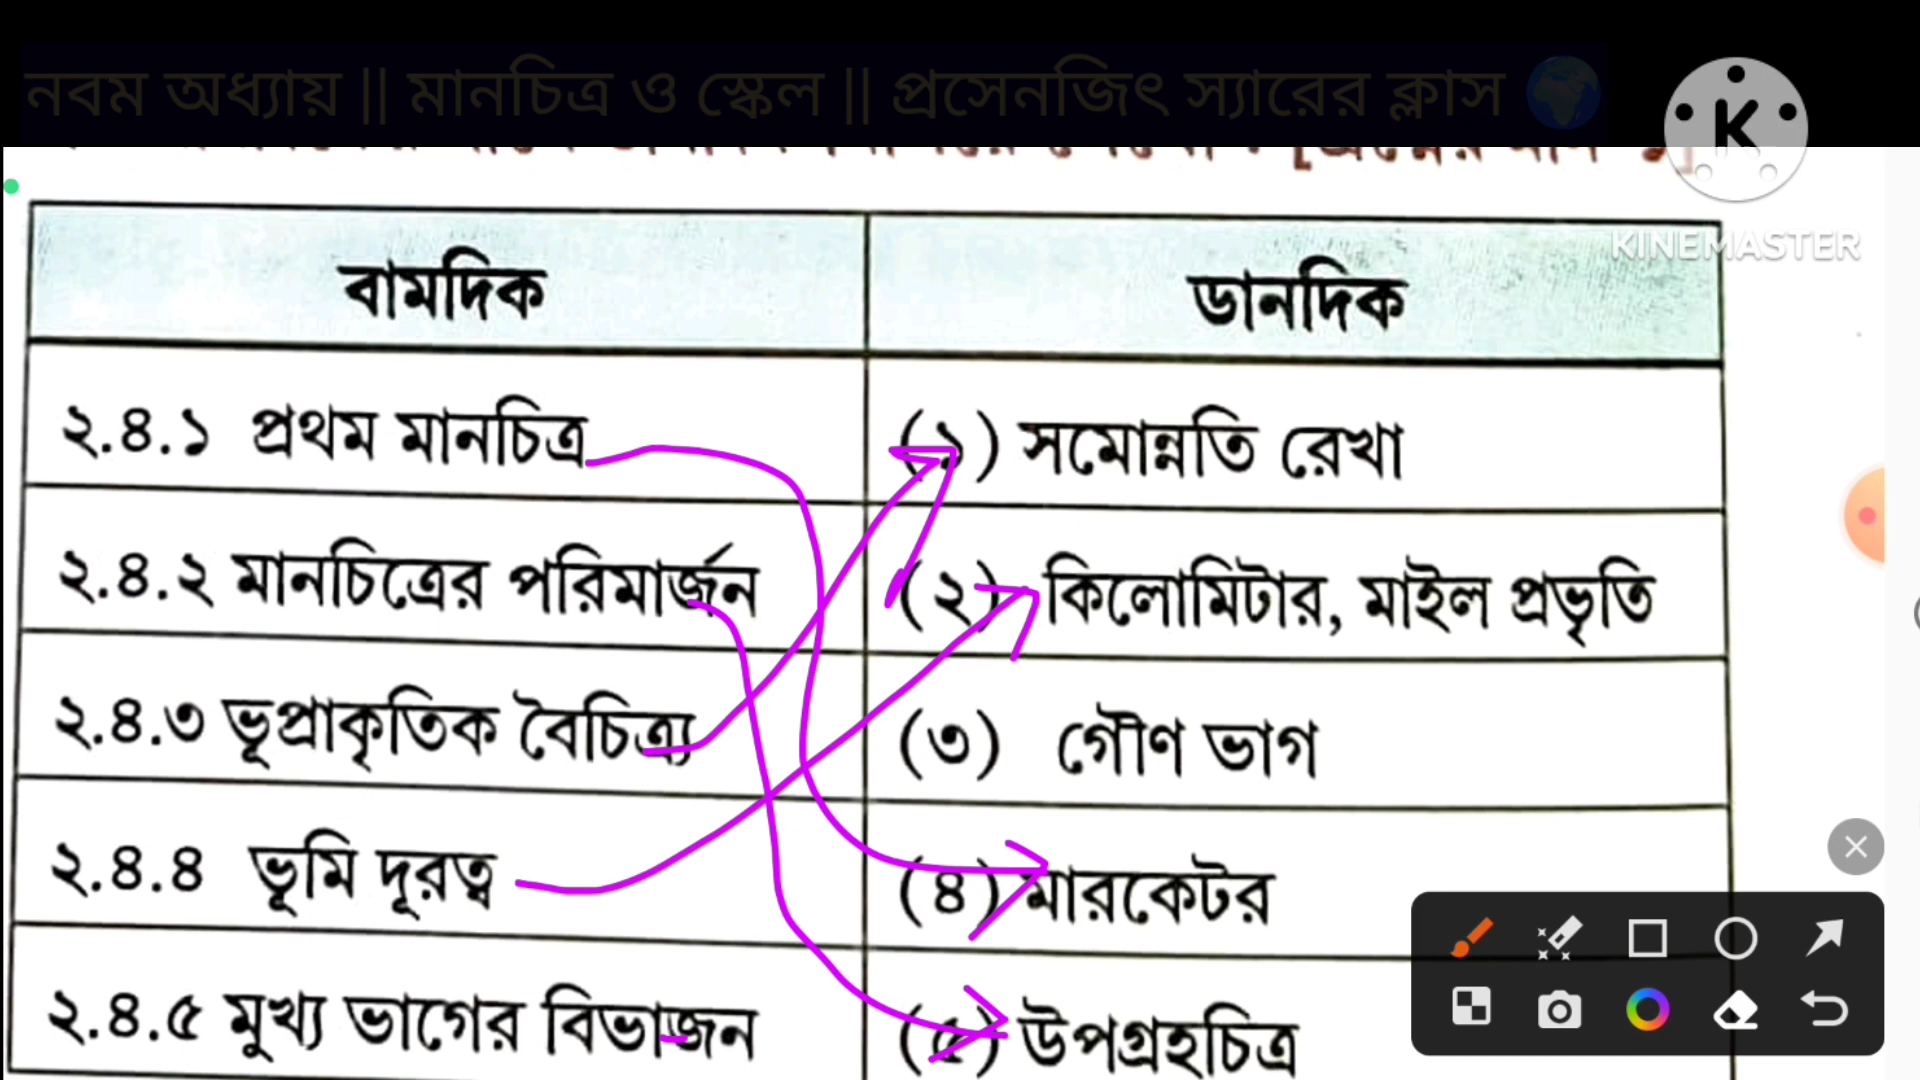 নবম অধ্যায় || মানচিত্র ও স্কেল || প্রসেনজিৎ স্যারের ক্লাস
K
KINEMASTER
বামদিক ডানদিক
২.৪.১ প্রথম মানচিত্র (১) সমোন্নতি রেখা
২.৪.২ মানচিত্রের পরিমার্জন (২) কিলোমিটার, মাইল প্রভৃতি
২.৪.৩ ভূপ্রাকৃতিক বৈচিত্র্য (৩) গৌণ ভাগ
২.৪.৪ ভূমি দূরত্ব (৪) মারকেটর
২.৪.৫ মুখ্য ভাগের বিভাজন (৫) উপগ্রহচিত্র